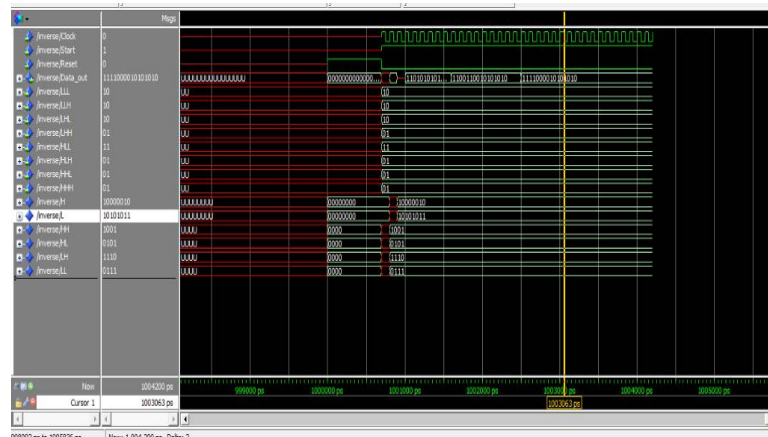 Msgs
/inverse/Clock 0
/inverse/Start 1
/inverse/Reset 0
/inverse/Data_out 1111000010101010 UUUUUUUUUUUUUUUU 0000000000000... 1101010101... 1110011001010
/inverse/LLL 10 UU 10
/inverse/LLH 10 UU 10
/inverse/LHL 10 UU 10
/inverse/LHH 01 UU 01
/inverse/HLL 11 UU 11
/inverse/HLH 01 UU 01
/inverse/HHL 01 UU 01
/inverse/HHH 01 UU 01
/inverse/H 10000010 UUUUUUUU 00000000 10000010
/inverse/L 10101011 UUUUUUUU 00000000 10101011
/inverse/HH 1001 UUUU 0000 1001
/inverse/HL 0101 UUUU 0000 0101
/inverse/LH 1110 UUUU 0000 1110
/inverse/LL 0111 UUUU 0000 0111
Now 1004200 ps 999000 ps 1000000 ps 1001000 ps 1002000 ps 1003000 ps 1004000 ps 1005000 ps
Cursor 1 1003063 ps 1003063 ps